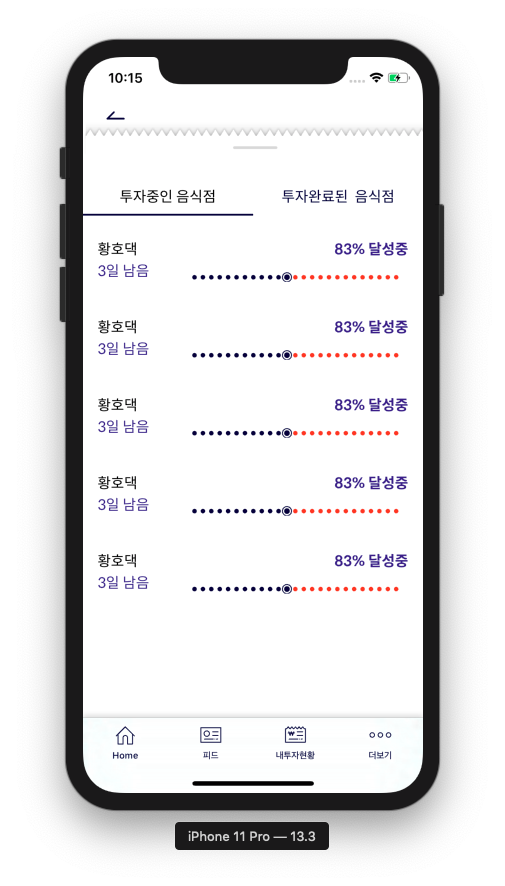 10:15
투자중인 음식점
투자완료된 음식점
황호댁
83% 달성중
3일 남음
황호댁
83% 달성중
3일 남음
황호댁
83% 달성중
3일 남음
황호댁
83% 달성중
3일 남음
황호댁
83% 달성중
3일 남음
Home
피드
내투자현황
더보기
iPhone 11 Pro — 13.3